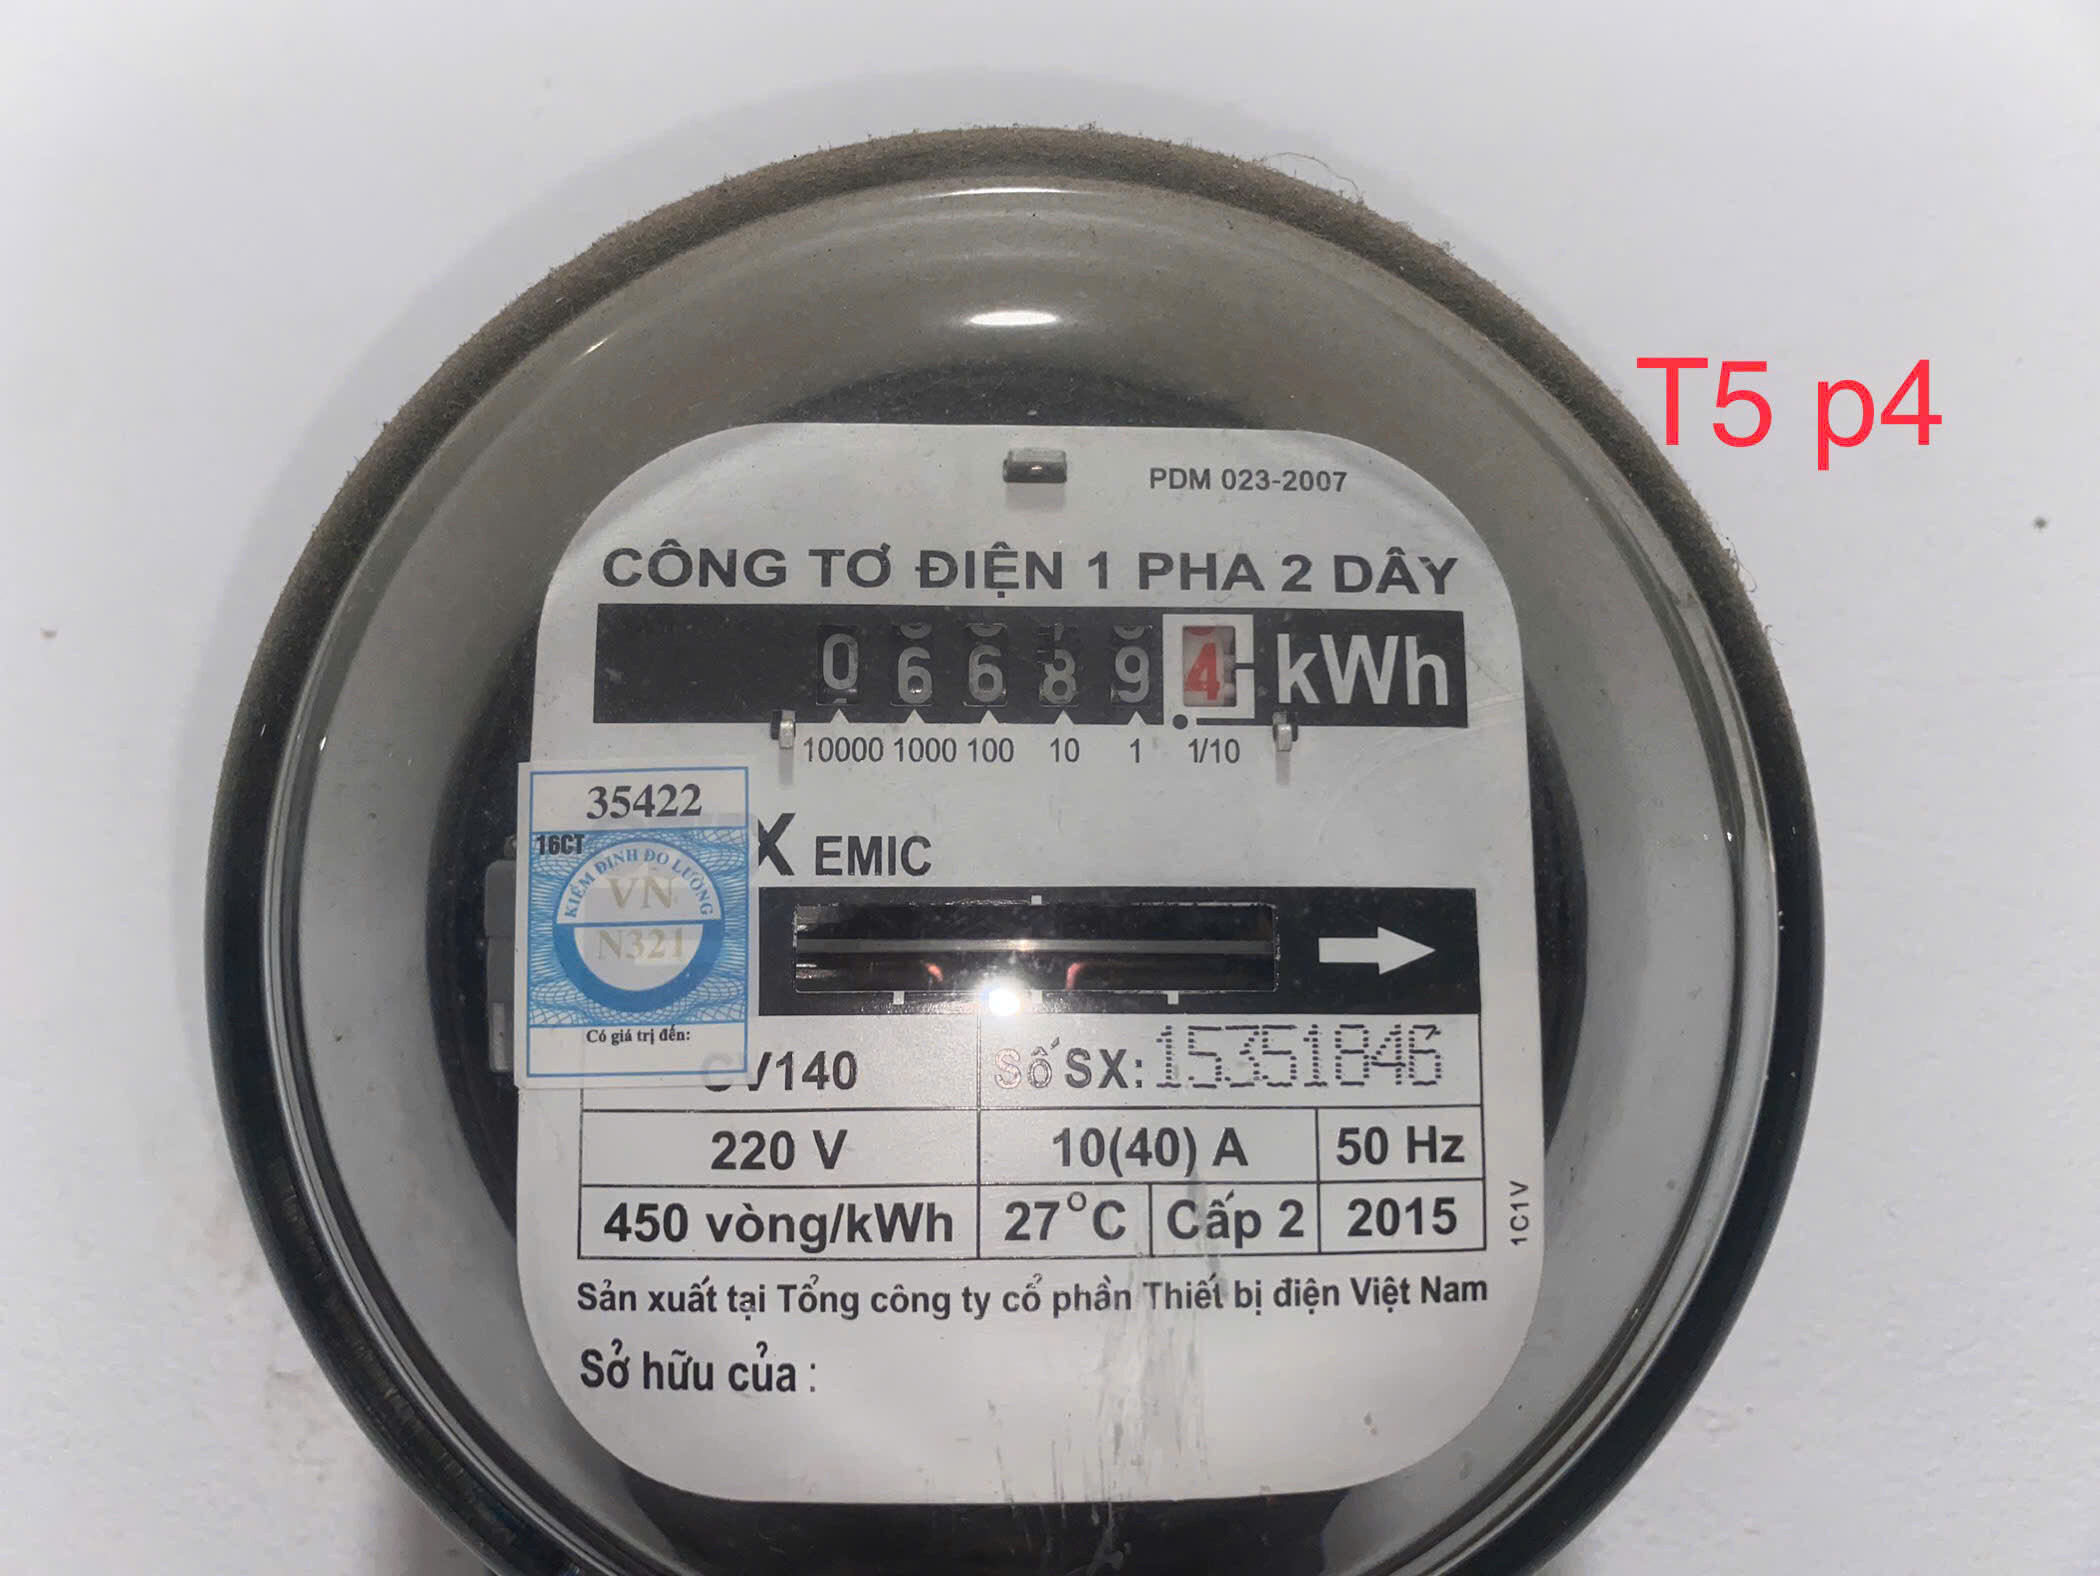 T5 p4
PDM 023-2007
CÔNG TƠ ĐIỆN 1 PHA 2 DÂY
0 6 6 8 9 4 kWh
10000 1000 100 10 1 1/10
35422
16CT
KIỂM ĐỊNH ĐO LƯỜNG
VN
N321
Có giá trị đến:
EMIC
CV140
Số SX: 15351846
220 V
10(40) A
50 Hz
450 vòng/kWh
27°C
Cấp 2
2015
1C1V
Sản xuất tại Tổng công ty cổ phần Thiết bị điện Việt Nam
Sở hữu của :